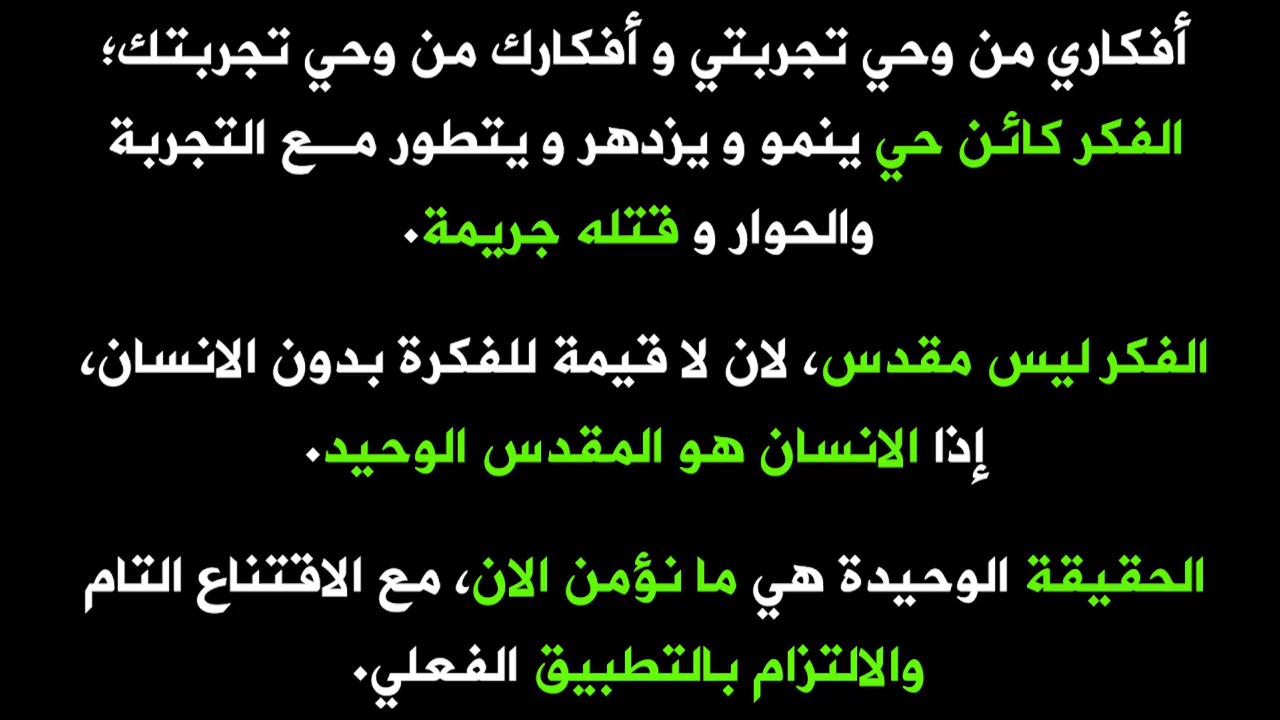 أفكاري من وحي تجربتي و أفكارك من وحي تجربتك؛
الفكر كائن حي ينمو و يزدهر و يتطور مـع التجربة
والحوار و قتله جريمة.
الفكر ليس مقدس، لان لا قيمة للفكرة بدون الانسان،
إذا الانسان هو المقدس الوحيد.
الحقيقة الوحيدة هي ما نؤمن الان، مع الاقتناع التام
والالتزام بالتطبيق الفعلي.